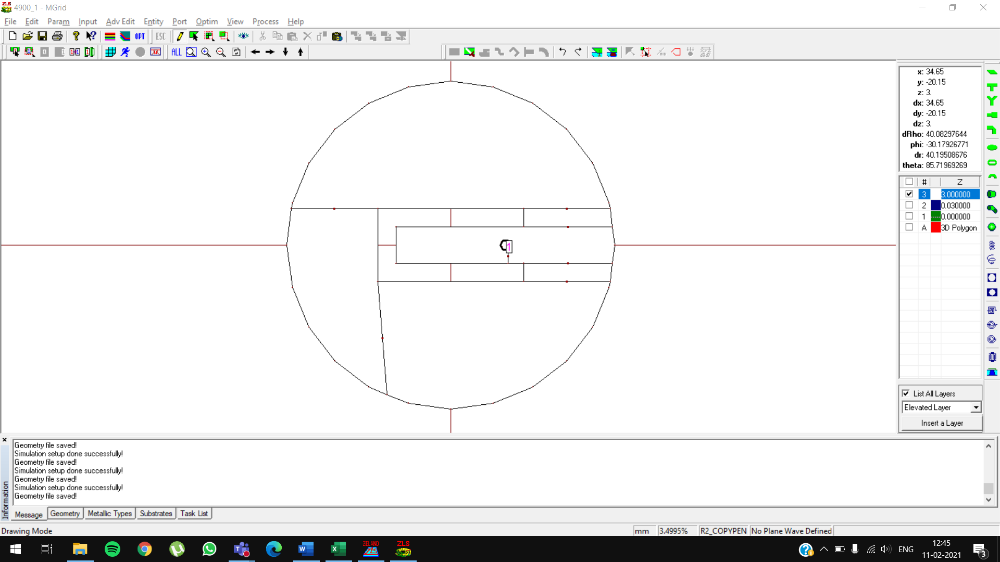 4900_1 - MGrid
File Edit Param Input Adv Edit Entity Port Optim View Process Help
OPT ESC
ALL
x: 34.65
y: -20.15
z: 3.
dx: 34.65
dy: -20.15
dz: 3.
dRho: 40.08297644
phi: -30.17926771
dr: 40.19508676
theta: 85.71969269
# Z
3 3.000000
2 0.030000
1 0.000000
A 3D Polygon
1
List All Layers
Elevated Layer
Insert a Layer
Geometry file saved!
Simulation setup done successfully!
Geometry file saved!
Simulation setup done successfully!
Geometry file saved!
Simulation setup done successfully!
Geometry file saved!
Information
Message Geometry Metallic Types Substrates Task List
Drawing Mode
mm 3.4995% R2_COPYPEN No Plane Wave Defined
ZELAND
ZLS
ENG
12:45
11-02-2021
3